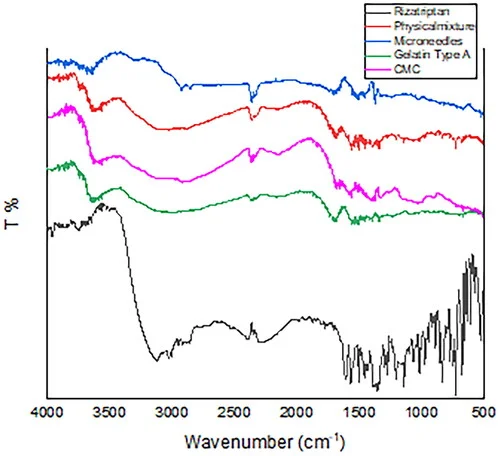 Rizatriptan
Physicalmixture
Microneedles
Gelatin Type A
CMC
T %
4000 3500 3000 2500 2000 1500 1000 500
Wavenumber (cm-1)